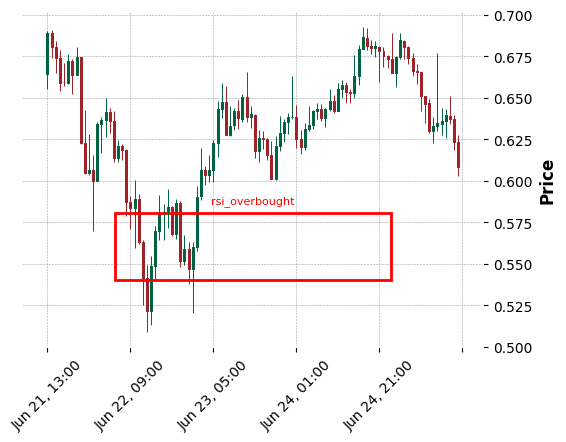 0.700
0.675
0.650
0.625
0.600
0.575
0.550
0.525
0.500
Price
rsi_overbought
Jun 21, 13:00
Jun 22, 09:00
Jun 23, 05:00
Jun 24, 01:00
Jun 24, 21:00